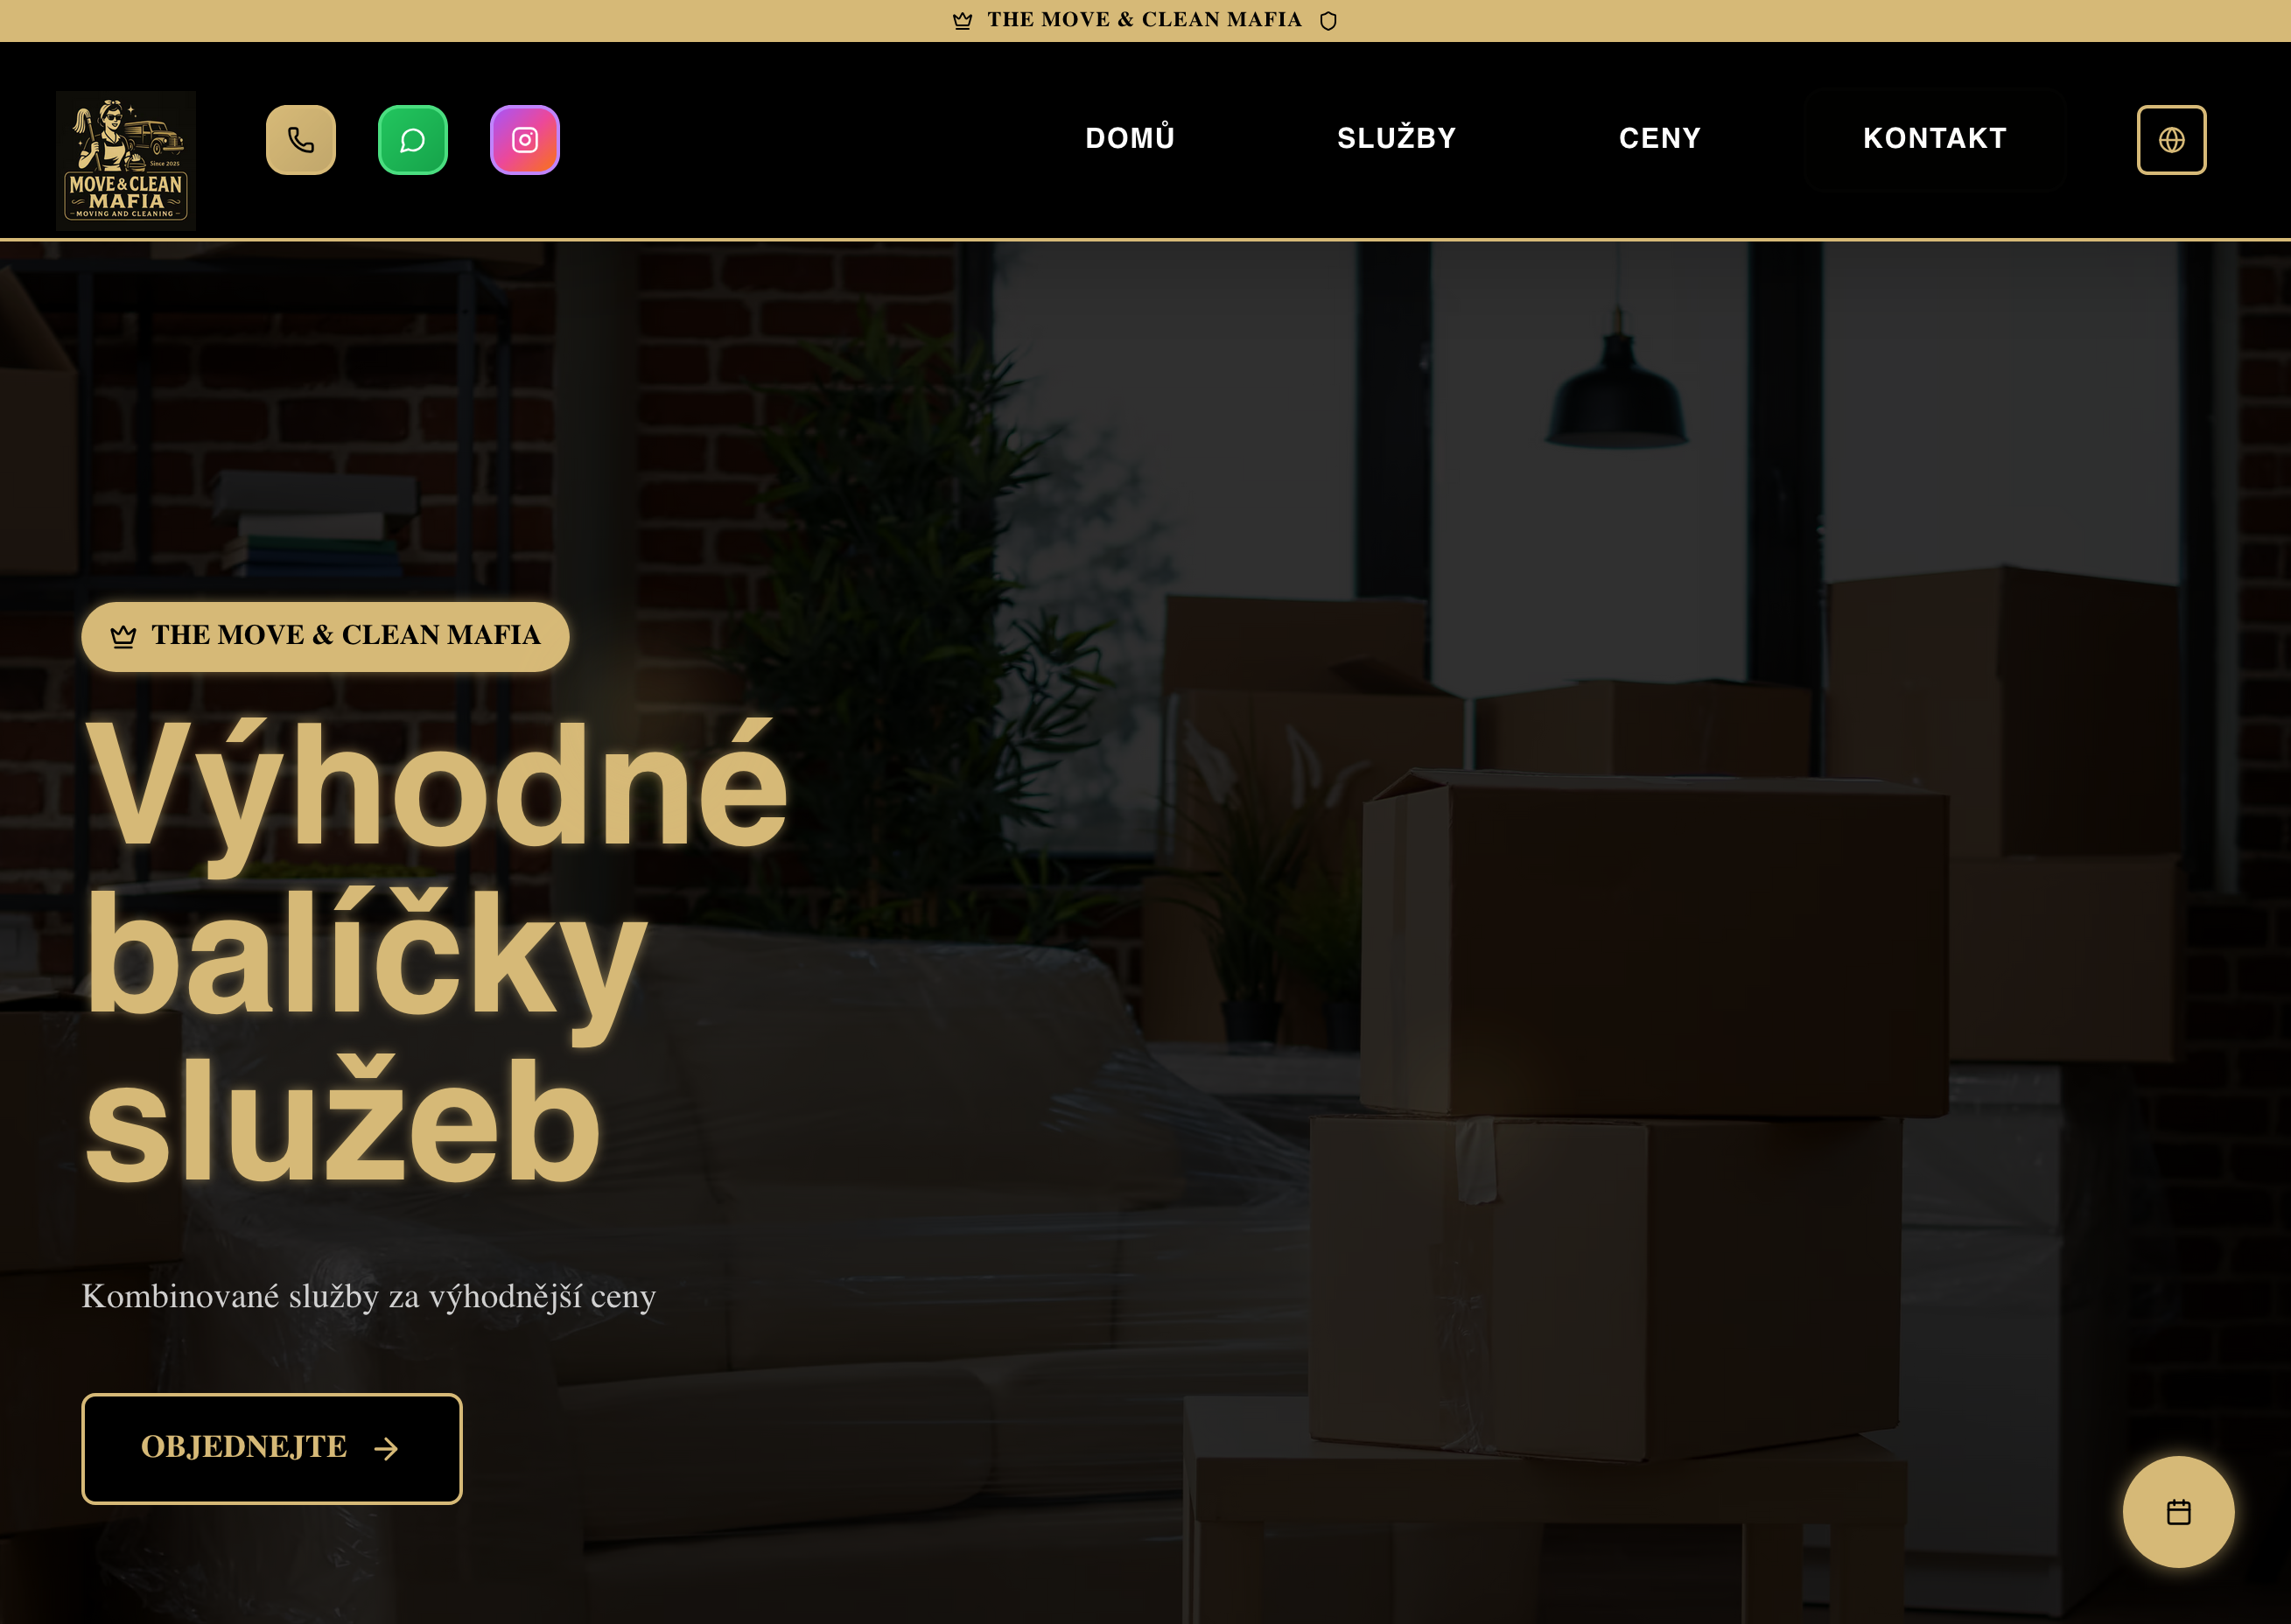 THE MOVE & CLEAN MAFIA
Since 2025
MOVE & CLEAN
MAFIA
MOVING AND CLEANING
DOMŮ
SLUŽBY
CENY
KONTAKT
THE MOVE & CLEAN MAFIA
Výhodné
balíčky
služeb
Kombinované služby za výhodnější ceny
OBJEDNEJTE